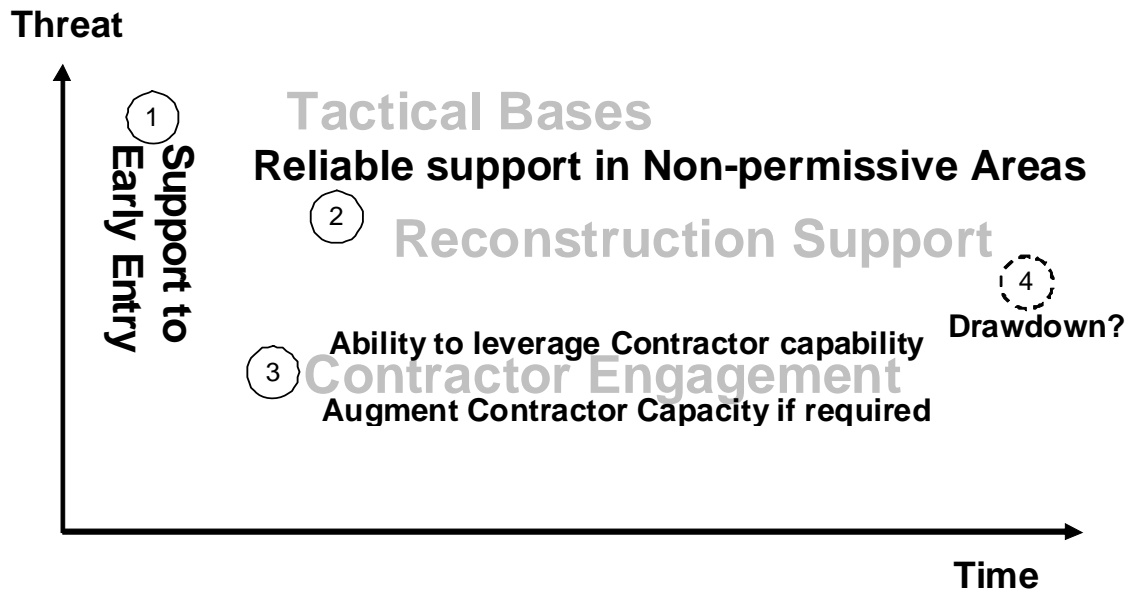 Threat
1
Support to
Early Entry
Tactical Bases
Reliable support in Non-permissive Areas
2
Reconstruction Support
4
Drawdown?
Ability to leverage Contractor capability
3
Contractor Engagement
Augment Contractor Capacity if required
Time